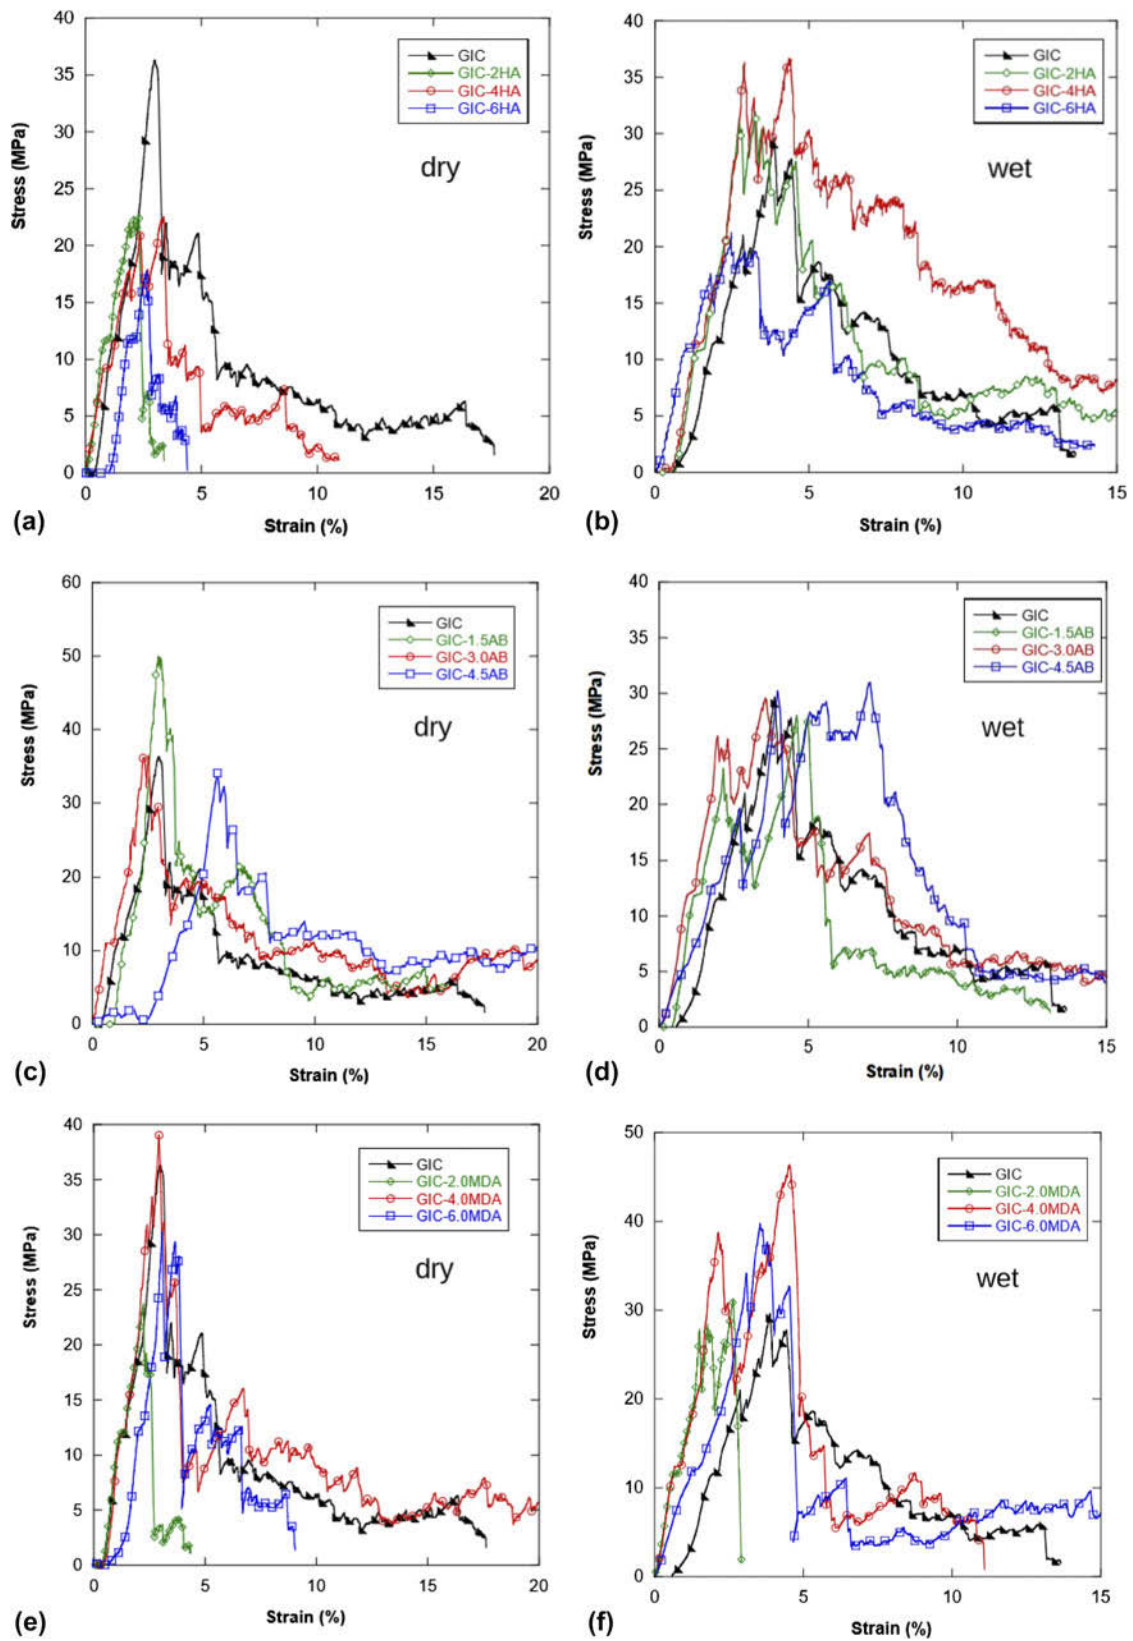 40
35
30
25
20
15
10
5
0
Stress (MPa)
GIC
GIC-2HA
GIC-4HA
GIC-6HA
dry
0 5 10 15 20
Strain (%)
(a)
40
35
30
25
20
15
10
5
0
Stress (MPa)
GIC
GIC-2HA
GIC-4HA
GIC-6HA
wet
0 5 10 15
Strain (%)
(b)
60
50
40
30
20
10
0
Stress (MPa)
GIC
GIC-1.5AB
GIC-3.0AB
GIC-4.5AB
dry
0 5 10 15 20
Strain (%)
(c)
40
35
30
25
20
15
10
5
0
Stress (MPa)
GIC
GIC-1.5AB
GIC-3.0AB
GIC-4.5AB
wet
0 5 10 15
Strain (%)
(d)
40
35
30
25
20
15
10
5
0
Stress (MPa)
GIC
GIC-2.0MDA
GIC-4.0MDA
GIC-6.0MDA
dry
0 5 10 15 20
Strain (%)
(e)
50
40
30
20
10
0
Stress (MPa)
GIC
GIC-2.0MDA
GIC-4.0MDA
GIC-6.0MDA
wet
0 5 10 15
Strain (%)
(f)